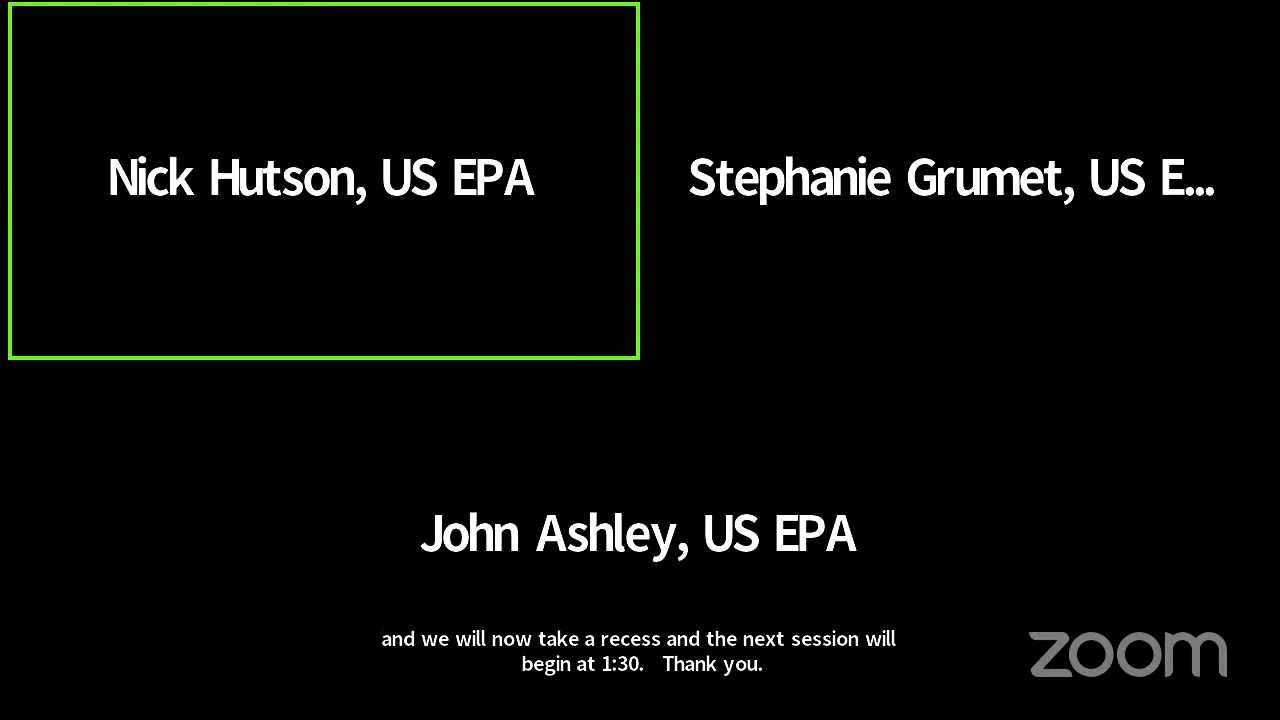 Nick Hutson, US EPA
Stephanie Grumet, US E...
John Ashley, US EPA
and we will now take a recess and the next session will
begin at 1:30. Thank you.
zoom